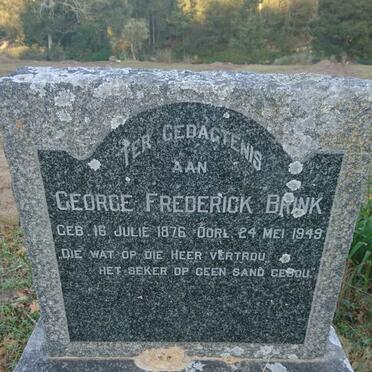 TER GEDAGTENIS
AAN
GEORGE FREDERICK BRINK
GEB. 16 JULIE 1876 OORL. 24 MEI 1949
DIE WAT OP DIE HEER VERTROU
HET SEKER OP GEEN SAND GEBOU.